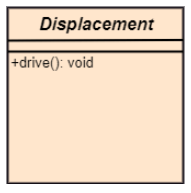 Displacement
+drive(): void